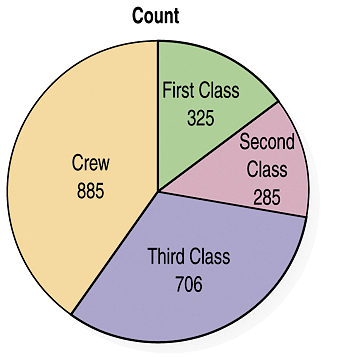 Count
First Class
325
Second
Class
285
Crew
885
Third Class
706